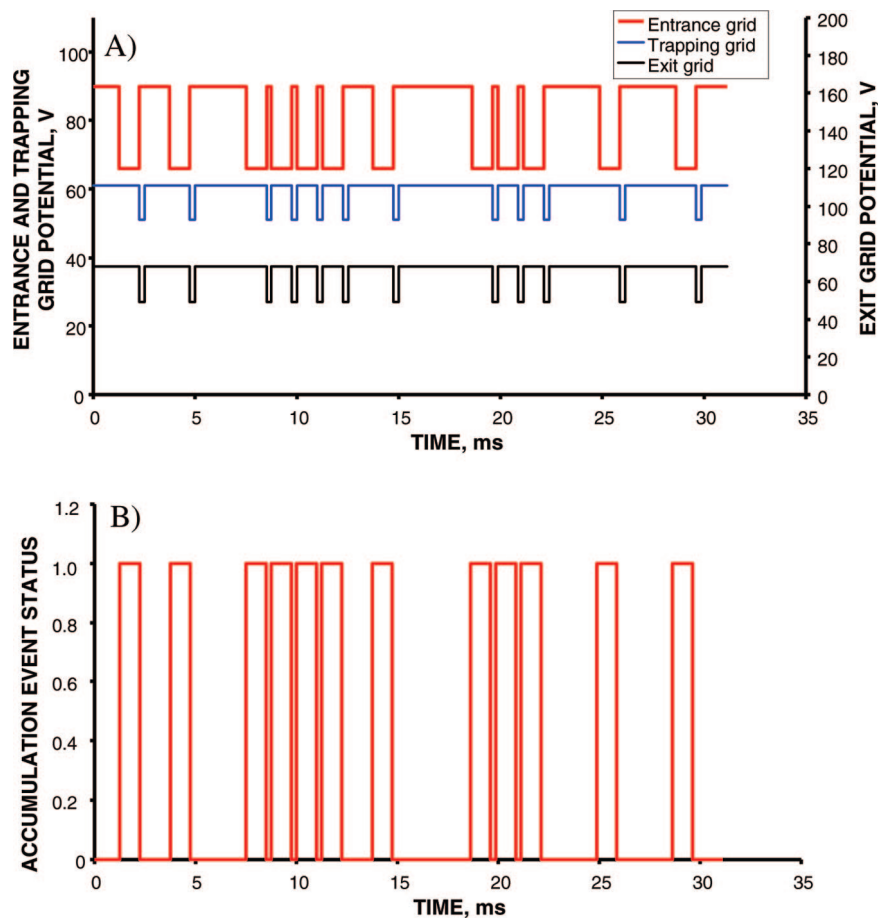 A)
Entrance grid
Trapping grid
Exit grid
ENTRANCE AND TRAPPING
GRID POTENTIAL, V
100
80
60
40
20
0
200
180
160
140
120
100
80
60
40
20
0
EXIT GRID POTENTIAL, V
0 5 10 15 20 25 30 35
TIME, ms
B)
ACCUMULATION EVENT STATUS
1.2
1.0
0.8
0.6
0.4
0.2
0
0 5 10 15 20 25 30 35
TIME, ms